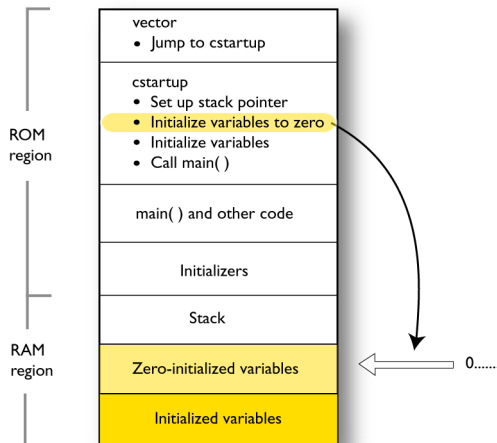 vector
• Jump to cstartup
cstartup
• Set up stack pointer
• Initialize variables to zero
• Initialize variables
• Call main( )
ROM
region
main( ) and other code
Initializers
Stack
RAM
region
Zero-initialized variables
0.......
Initialized variables